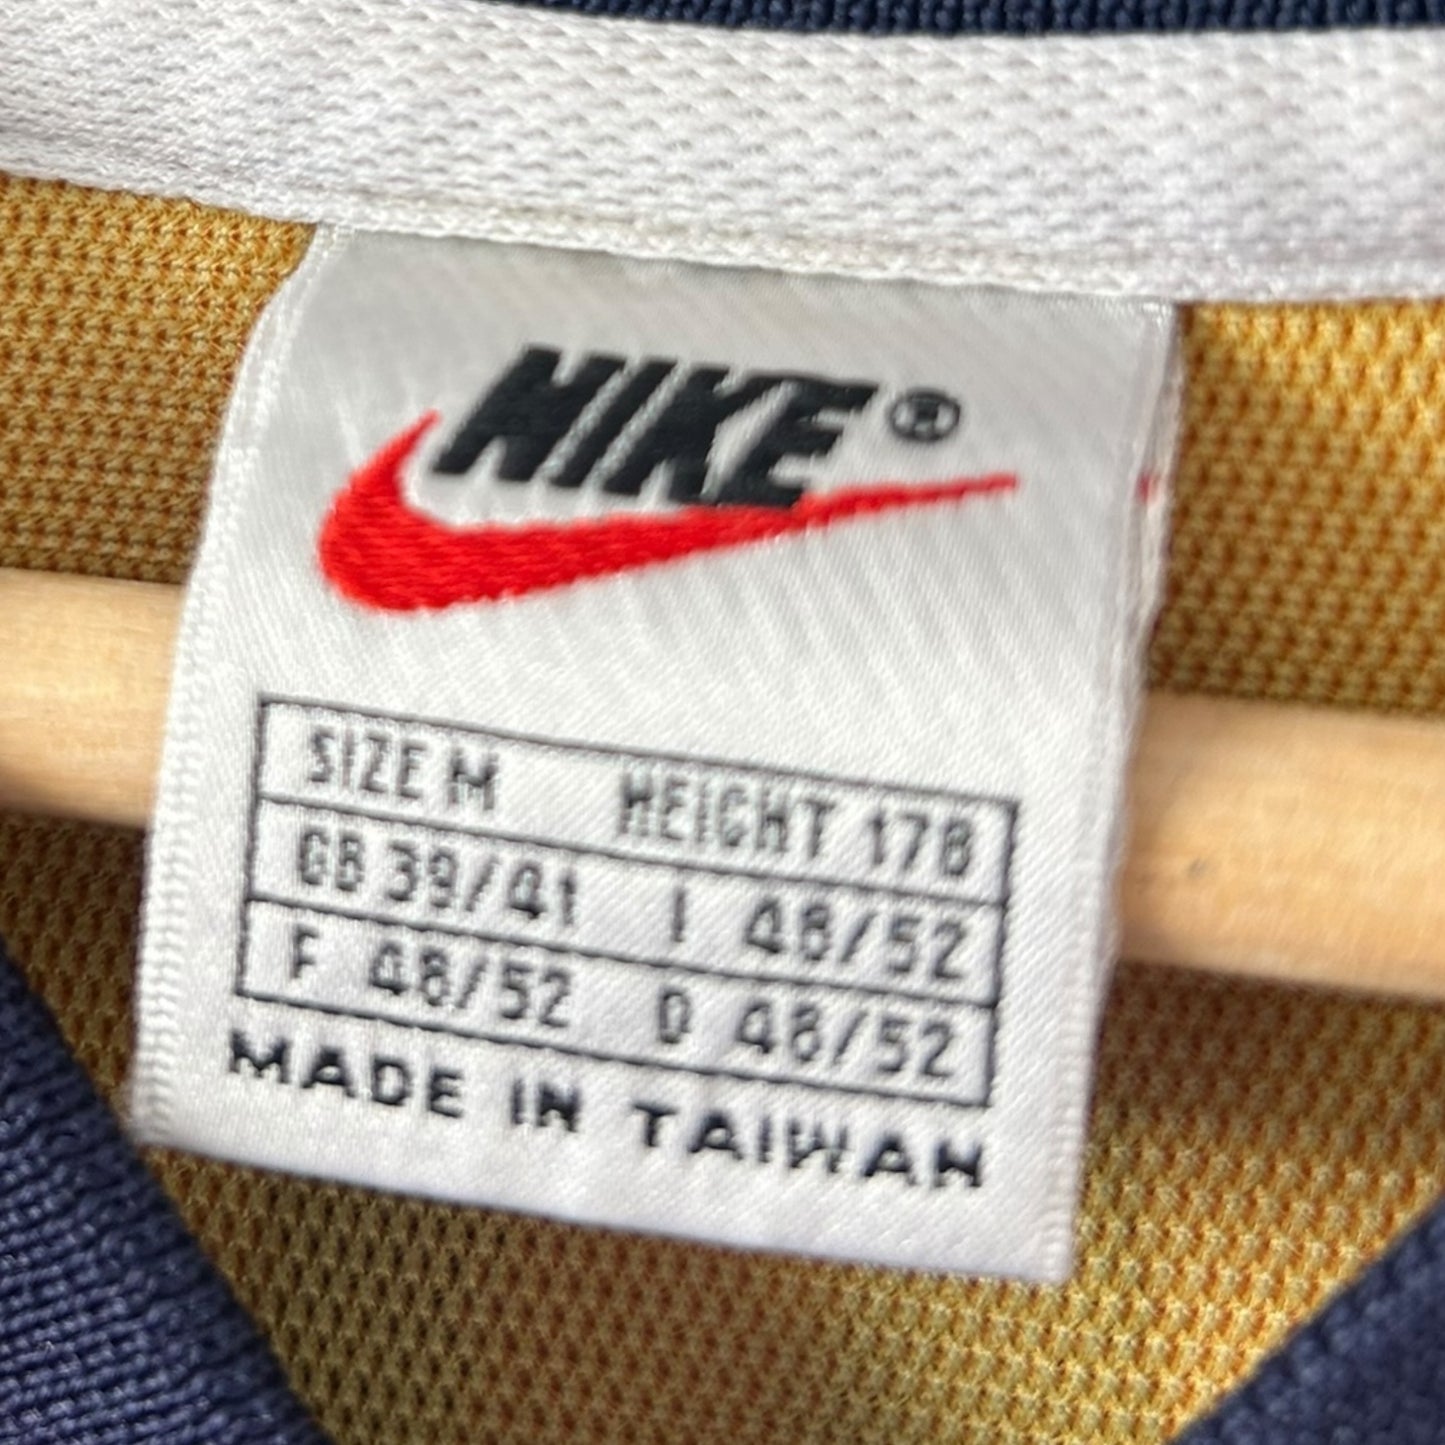 NIKE®
SIZE M HEIGHT 178
GB 39/41 I 48/52
F 48/52 D 48/52
MADE IN TAIWAN